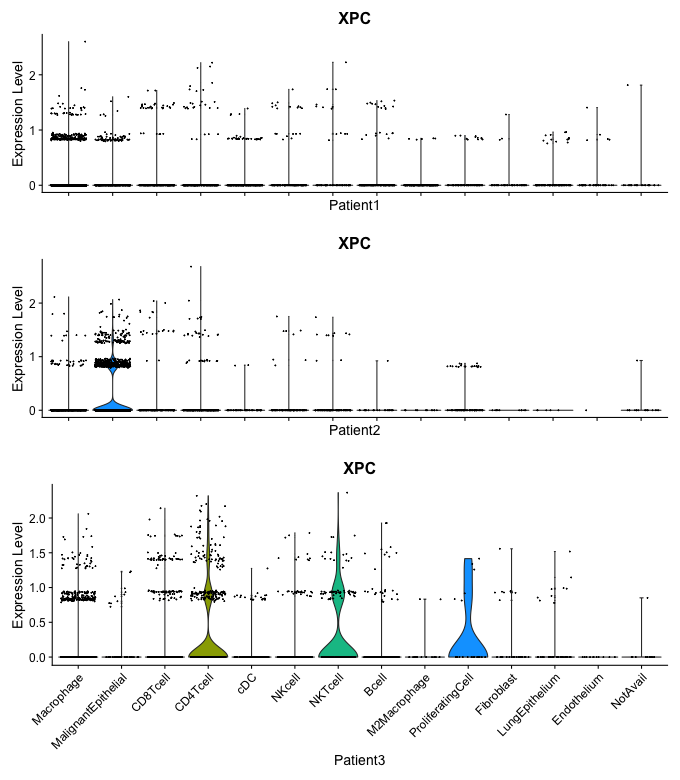 XPC
Expression Level
2
1
0
Patient1
XPC
Expression Level
2
1
0
Patient2
XPC
Expression Level
2.0
1.5
1.0
0.5
0.0
Macrophage
MalignantEpithelial
CD8Tcell
CD4Tcell
cDC
NKcell
NKTcell
Bcell
M2Macrophage
ProliferatingCell
Fibroblast
LungEpithelium
Endothelium
NotAvail
Patient3